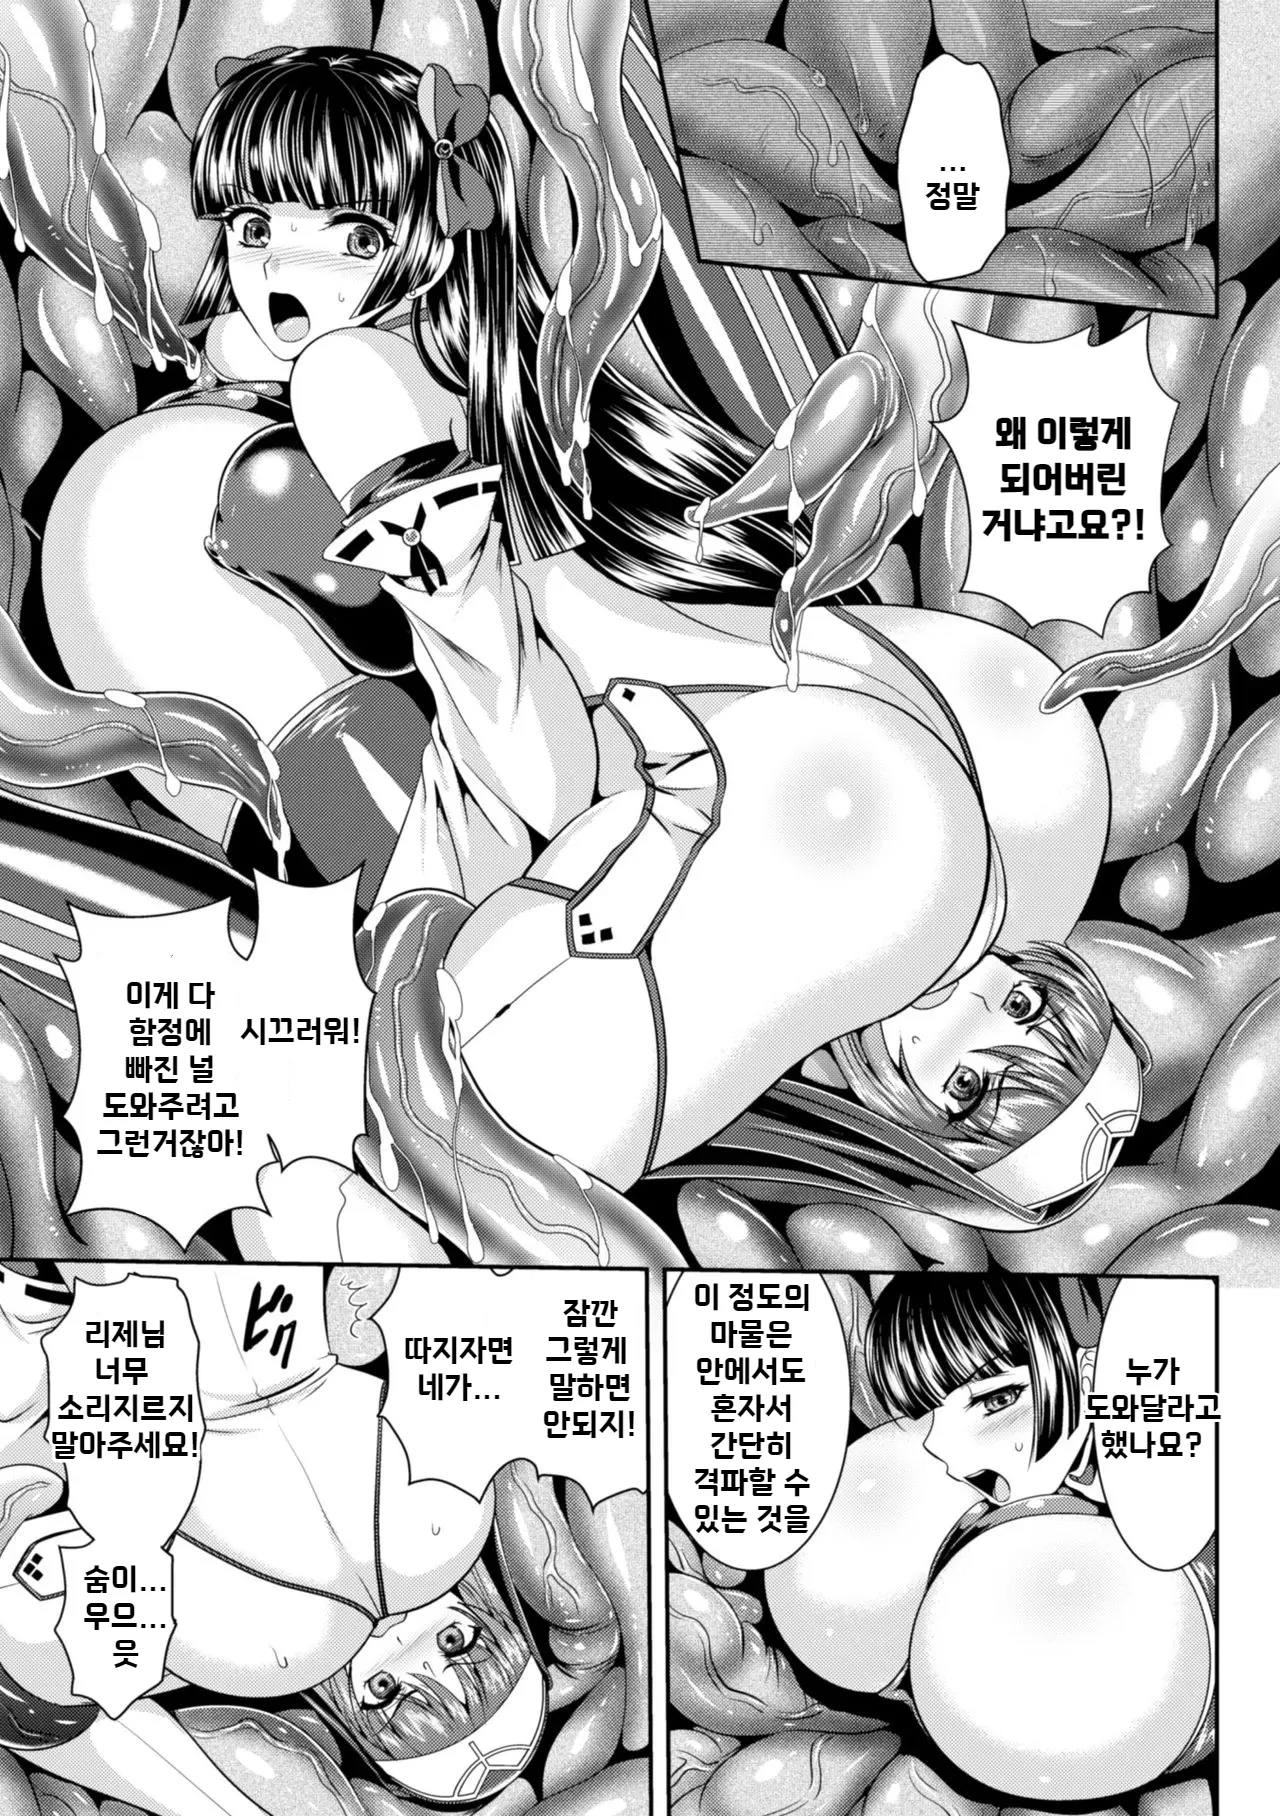 ...
정말
왜 이렇게
되어버린
거냐고요?!
시끄러워!
이게 다
함정에
빠진 널
도와주려고
그런거잖아!
누가
도와달라고
했나요?
이 정도의
마물은
안에서도
혼자서
간단히
격파할 수
있는 것을
잠깐
그렇게
말하면
안되지!
따지자면
네가...
ビク
리제님
너무
소리지르지
말아주세요!
숨이...
우으...
읏